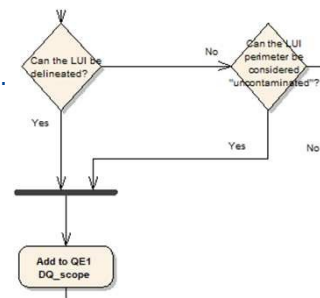 Can the LUI be
delineated?
No
Can the LUI
perimeter be
considered
"uncontaminated"?
Yes
Yes
No
Add to QE1
DQ_scope